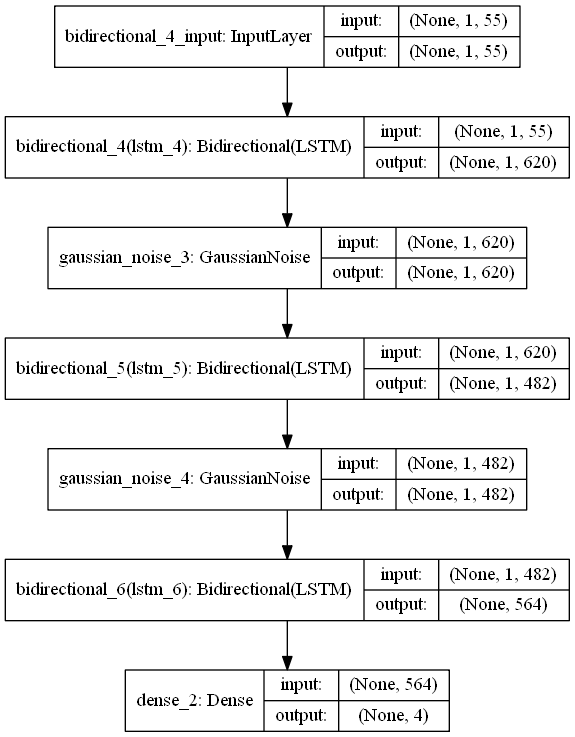 bidirectional_4_input: InputLayer
input: (None, 1, 55)
output: (None, 1, 55)
bidirectional_4(lstm_4): Bidirectional(LSTM)
input: (None, 1, 55)
output: (None, 1, 620)
gaussian_noise_3: GaussianNoise
input: (None, 1, 620)
output: (None, 1, 620)
bidirectional_5(lstm_5): Bidirectional(LSTM)
input: (None, 1, 620)
output: (None, 1, 482)
gaussian_noise_4: GaussianNoise
input: (None, 1, 482)
output: (None, 1, 482)
bidirectional_6(lstm_6): Bidirectional(LSTM)
input: (None, 1, 482)
output: (None, 564)
dense_2: Dense
input: (None, 564)
output: (None, 4)